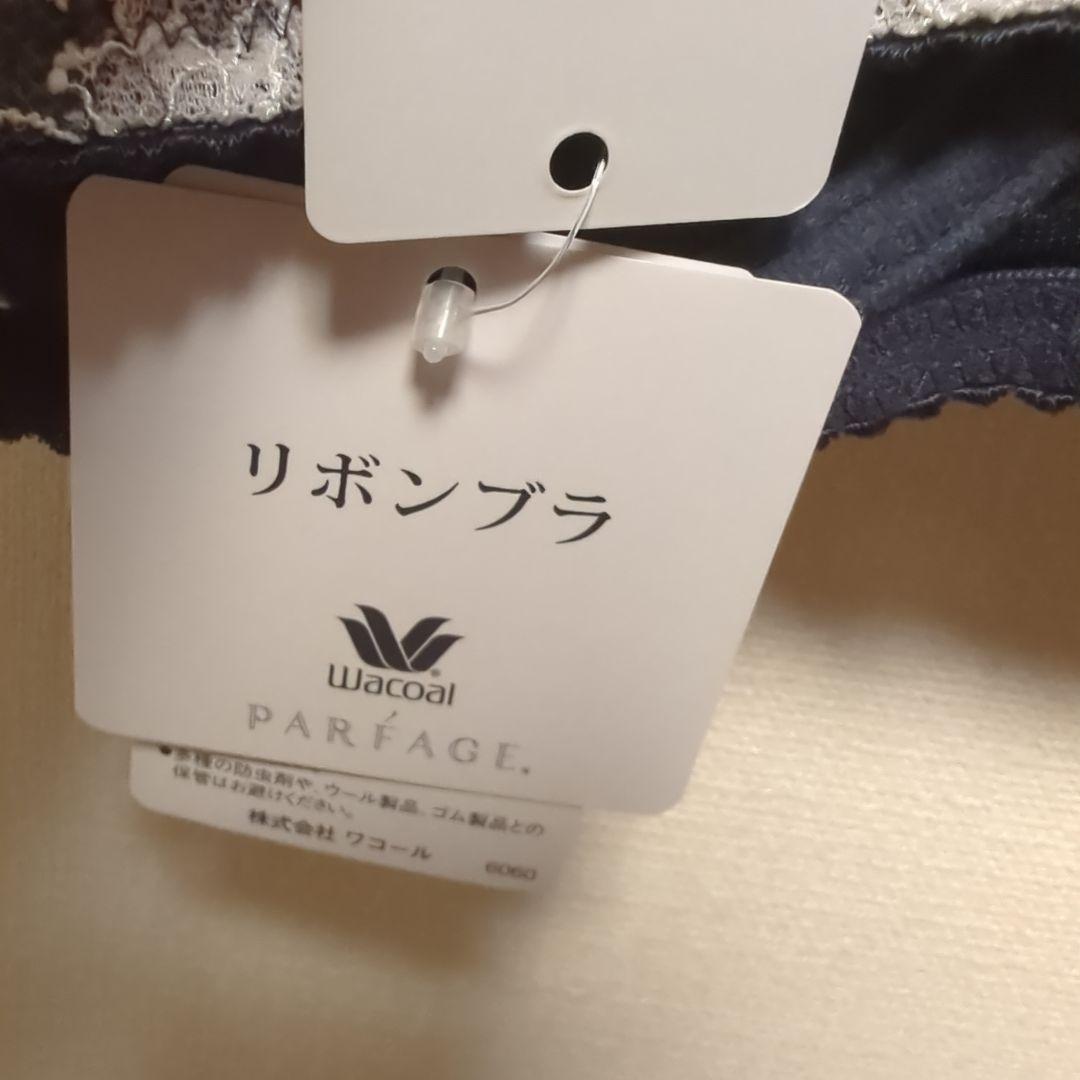 リボンブラ
Wacoal
PARFAGE.
●多種の防虫剤や、ウール製品、ゴム製品との
保管はお避けください。
株式会社 ワコール
6060